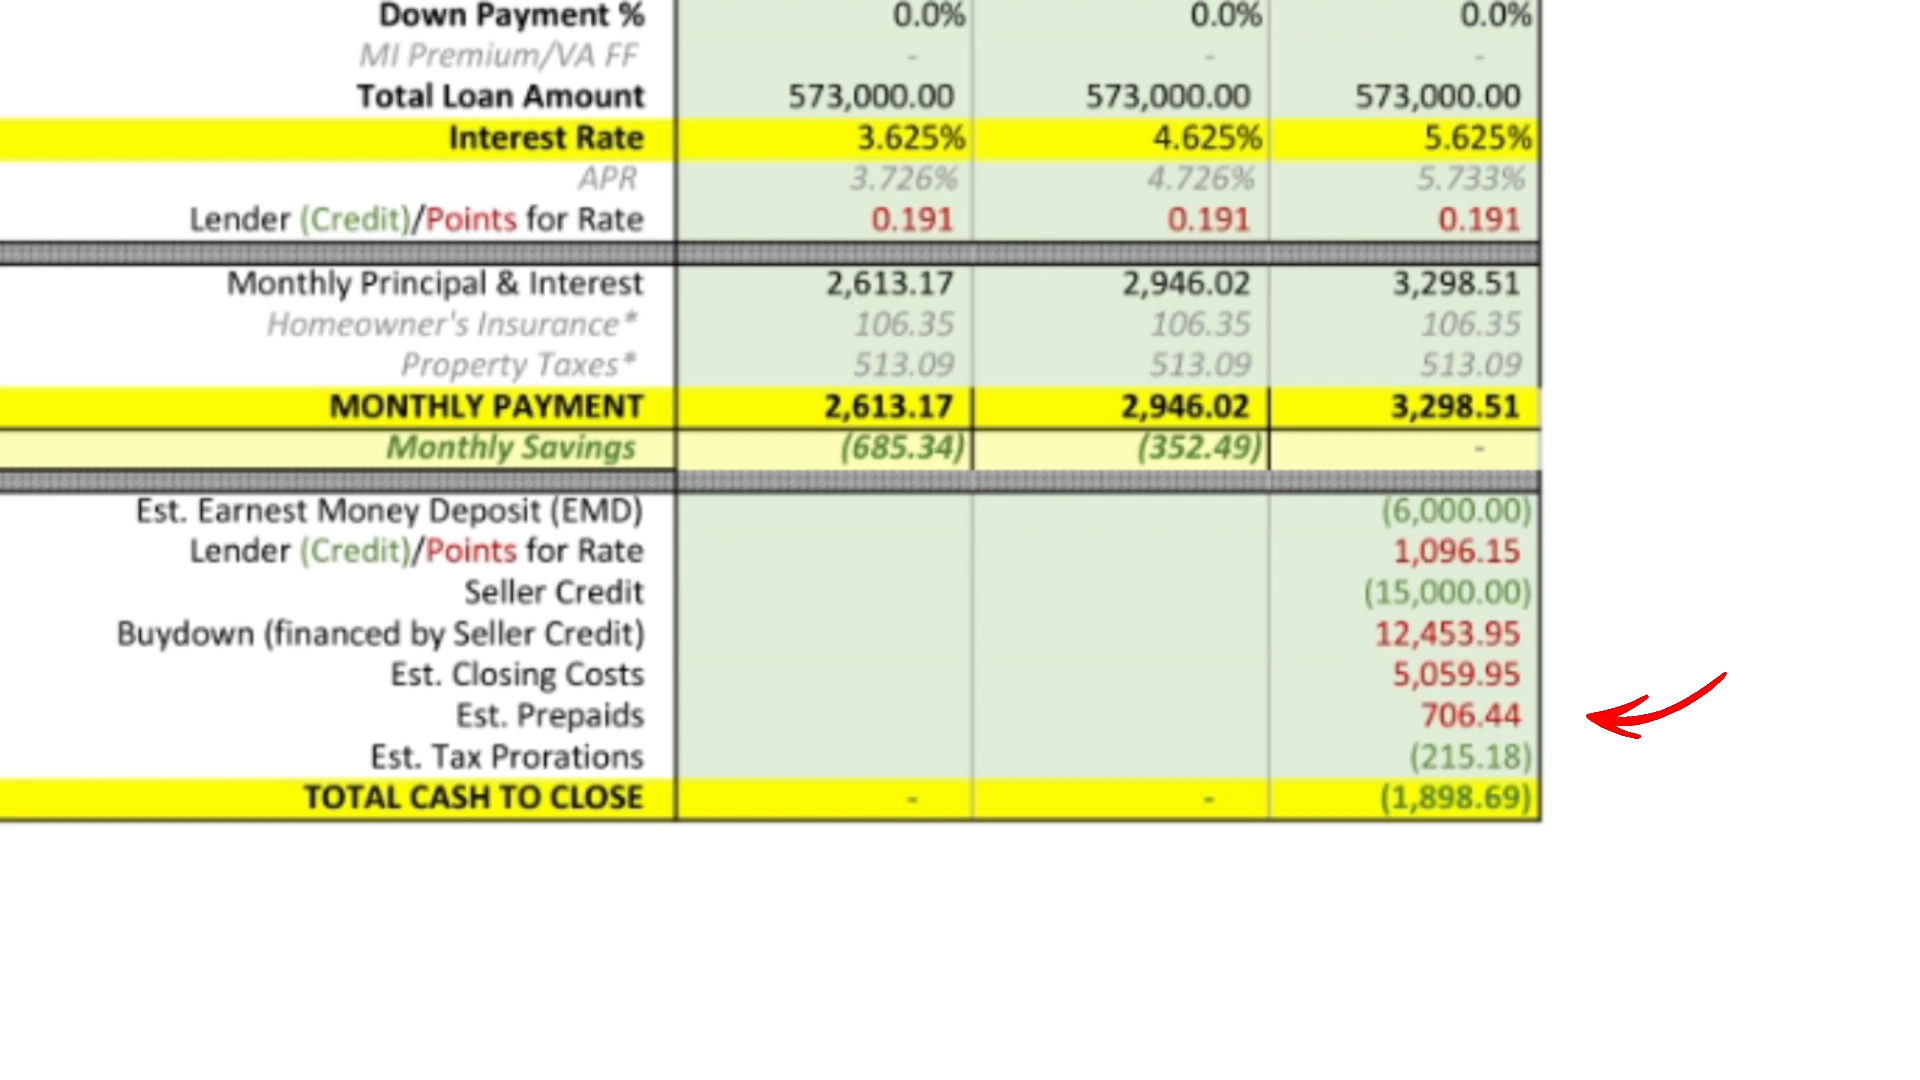 Down Payment % 0.0% 0.0% 0.0%
MI Premium/VA FF - - -
Total Loan Amount 573,000.00 573,000.00 573,000.00
Interest Rate 3.625% 4.625% 5.625%
APR 3.726% 4.726% 5.733%
Lender (Credit)/Points for Rate 0.191 0.191 0.191
Monthly Principal & Interest 2,613.17 2,946.02 3,298.51
Homeowner's Insurance* 106.35 106.35 106.35
Property Taxes* 513.09 513.09 513.09
MONTHLY PAYMENT 2,613.17 2,946.02 3,298.51
Monthly Savings (685.34) (352.49) -
Est. Earnest Money Deposit (EMD) (6,000.00)
Lender (Credit)/Points for Rate 1,096.15
Seller Credit (15,000.00)
Buydown (financed by Seller Credit) 12,453.95
Est. Closing Costs 5,059.95
Est. Prepaids 706.44
Est. Tax Prorations (215.18)
TOTAL CASH TO CLOSE - - (1,898.69)